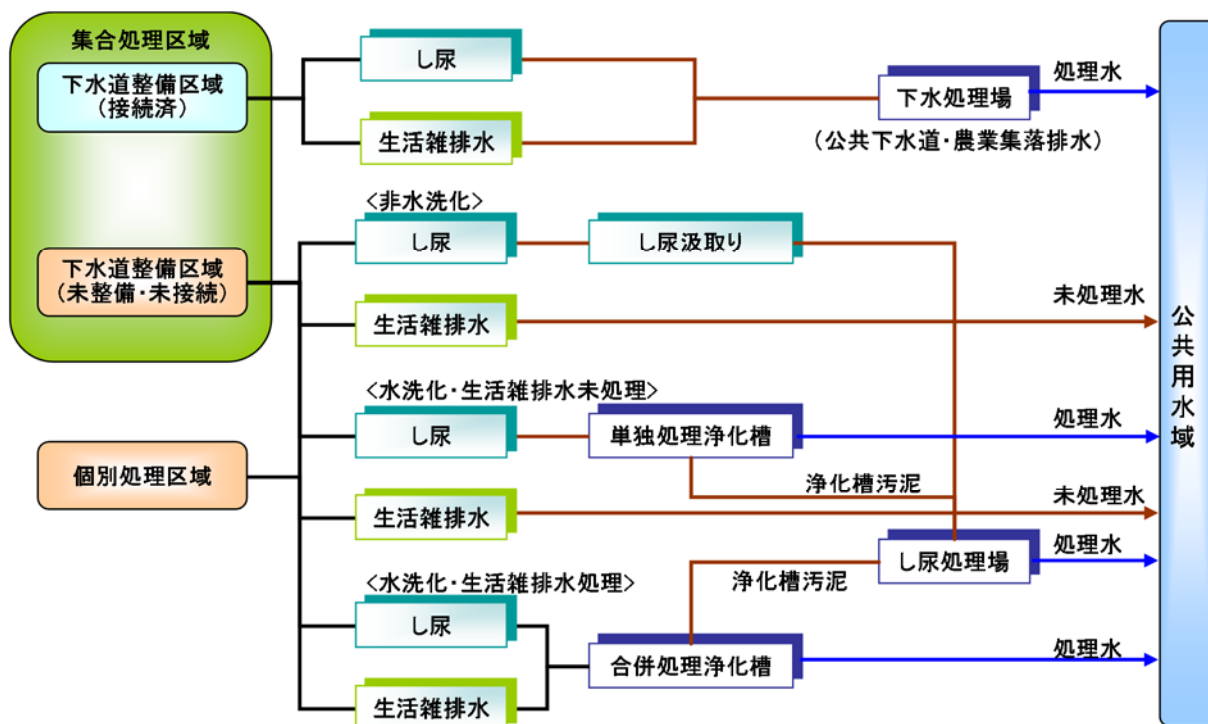 集合処理区域
下水道整備区域
(接続済)
し尿
生活雑排水
下水処理場
(公共下水道・農業集落排水)
処理水
下水道整備区域
(未整備・未接続)
<非水洗化>
し尿
し尿汲取り
生活雑排水
未処理水
<水洗化・生活雑排水未処理>
し尿
単独処理浄化槽
処理水
個別処理区域
浄化槽汚泥
生活雑排水
未処理水
し尿処理場
処理水
浄化槽汚泥
<水洗化・生活雑排水処理>
し尿
合併処理浄化槽
処理水
生活雑排水
公共用水域